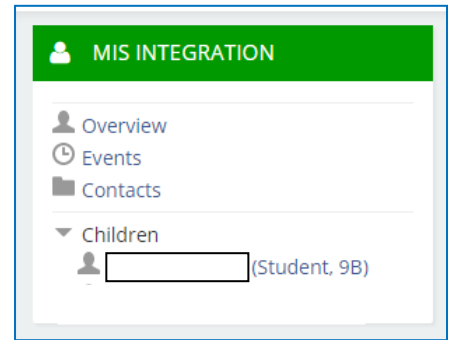 MIS INTEGRATION
Overview
Events
Contacts
Children
(Student, 9B)